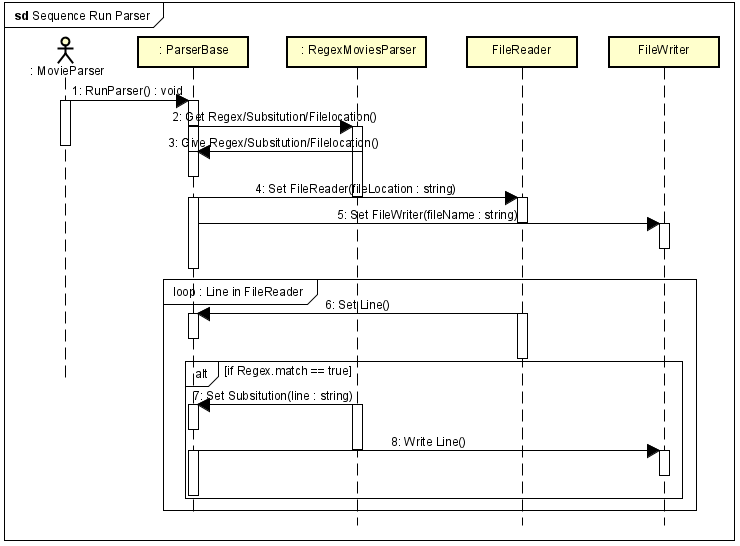 sd Sequence Run Parser
: MovieParser
: ParserBase
: RegexMoviesParser
FileReader
FileWriter
1: RunParser() : void
2: Get Regex/Subsitution/Filelocation()
3: Give Regex/Subsitution/Filelocation()
4: Set FileReader(fileLocation : string)
5: Set FileWriter(fileName : string)
loop : Line in FileReader
6: Set Line()
alt
[if Regex.match == true]
7: Set Subsitution(line : string)
8: Write Line()